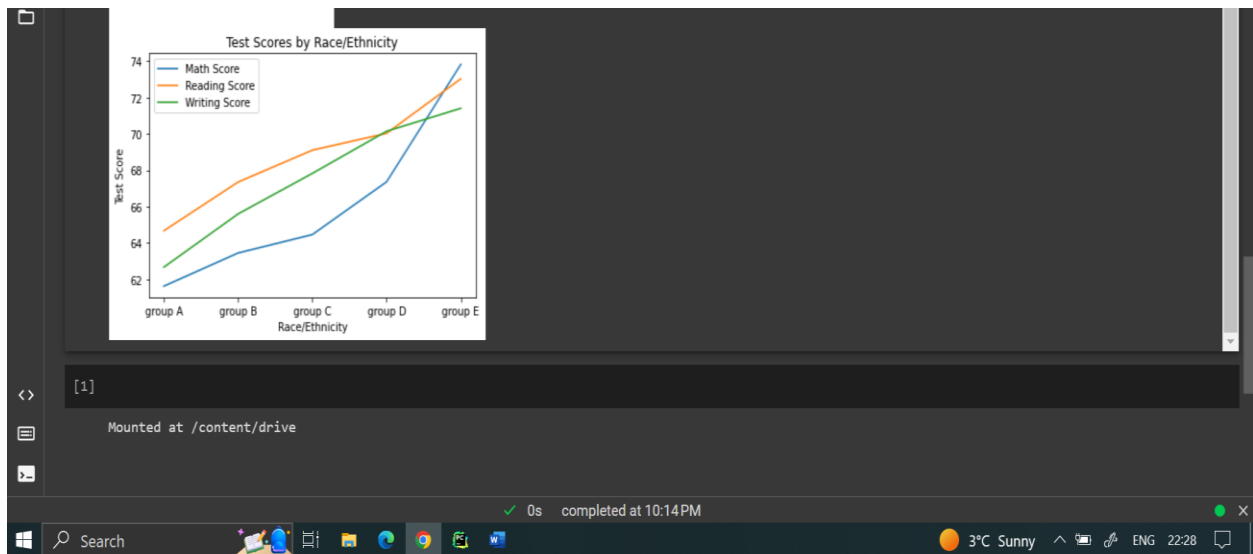 Test Scores by Race/Ethnicity
74
Math Score
Reading Score
72
Writing Score
70
68
66
64
62
Test Score
group A group B group C group D group E
Race/Ethnicity
[1]
Mounted at /content/drive
0s completed at 10:14 PM
Search
3°C Sunny ENG 22:28